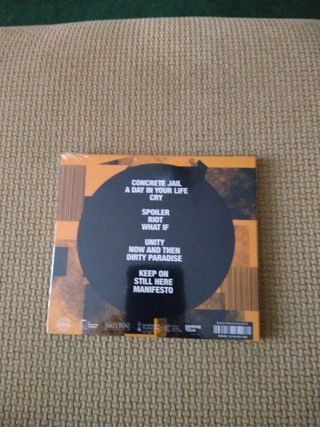 CONCRETE JAIL
A DAY IN YOUR LIFE
CRY
SPOILER
RIOT
WHAT IF
UNITY
NOW AND THEN
DIRTY PARADISE
KEEP ON
STILL HERE
MANIFESTO